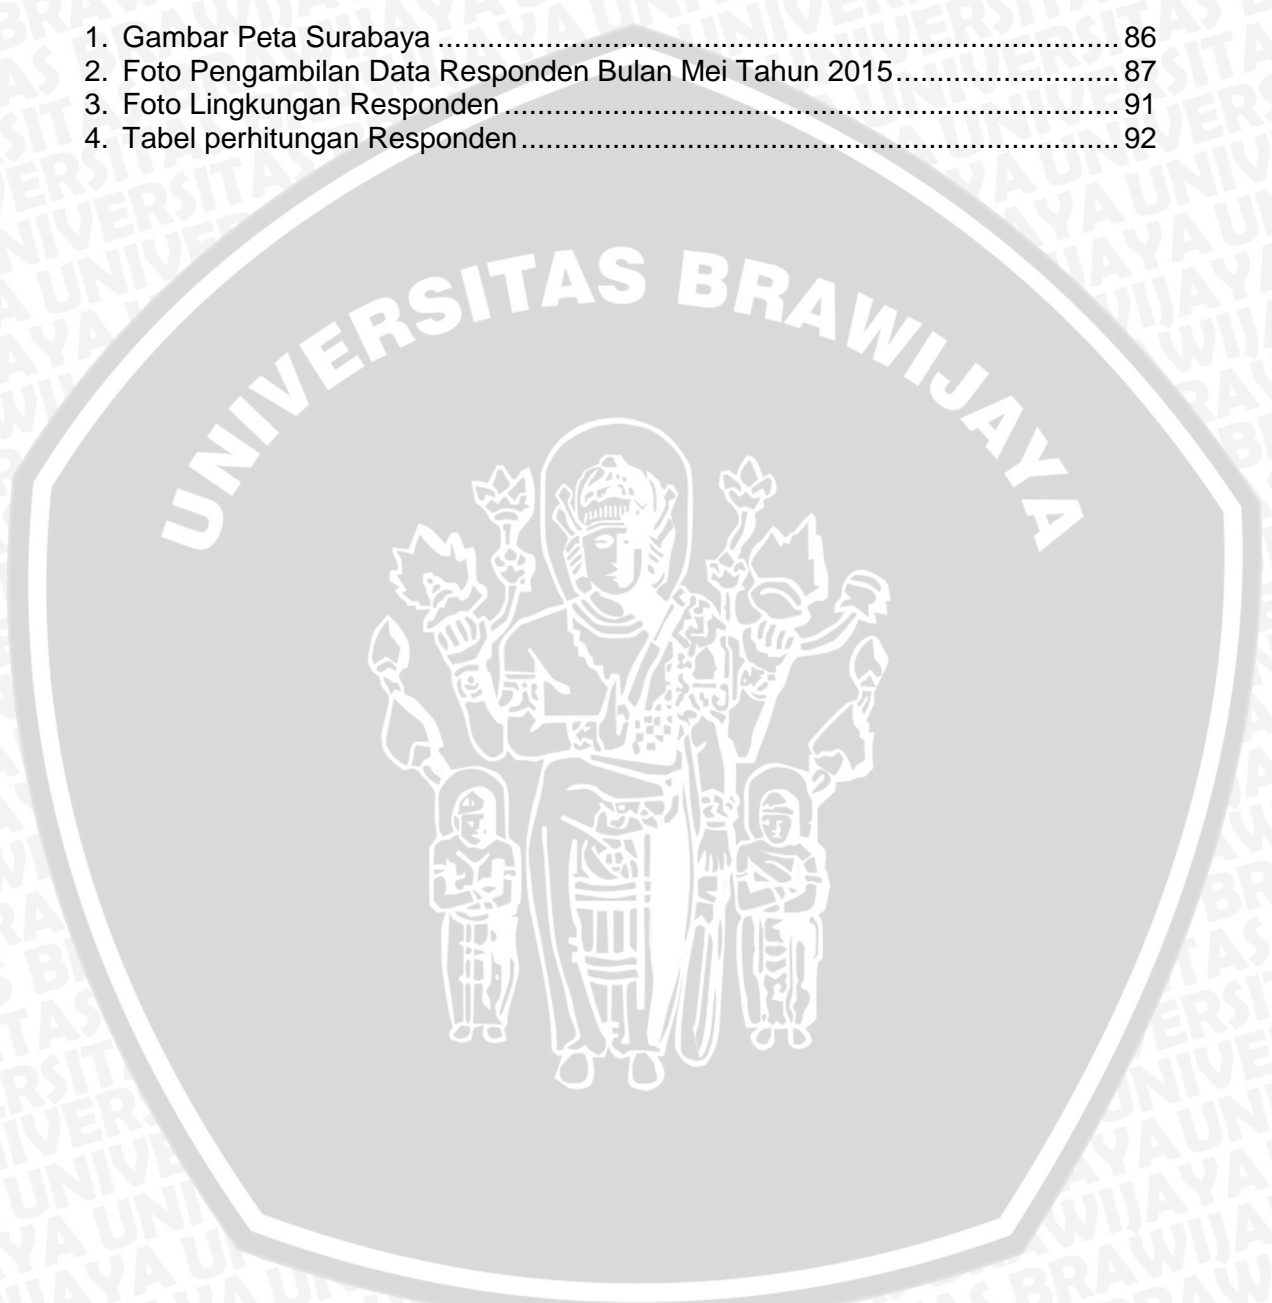 1. Gambar Peta Surabaya ................................................................................... 86
2. Foto Pengambilan Data Responden Bulan Mei Tahun 2015........................... 87
3. Foto Lingkungan Responden........................................................................... 91
4. Tabel perhitungan Responden......................................................................... 92
UNIVERSITAS BRAWIJAYA